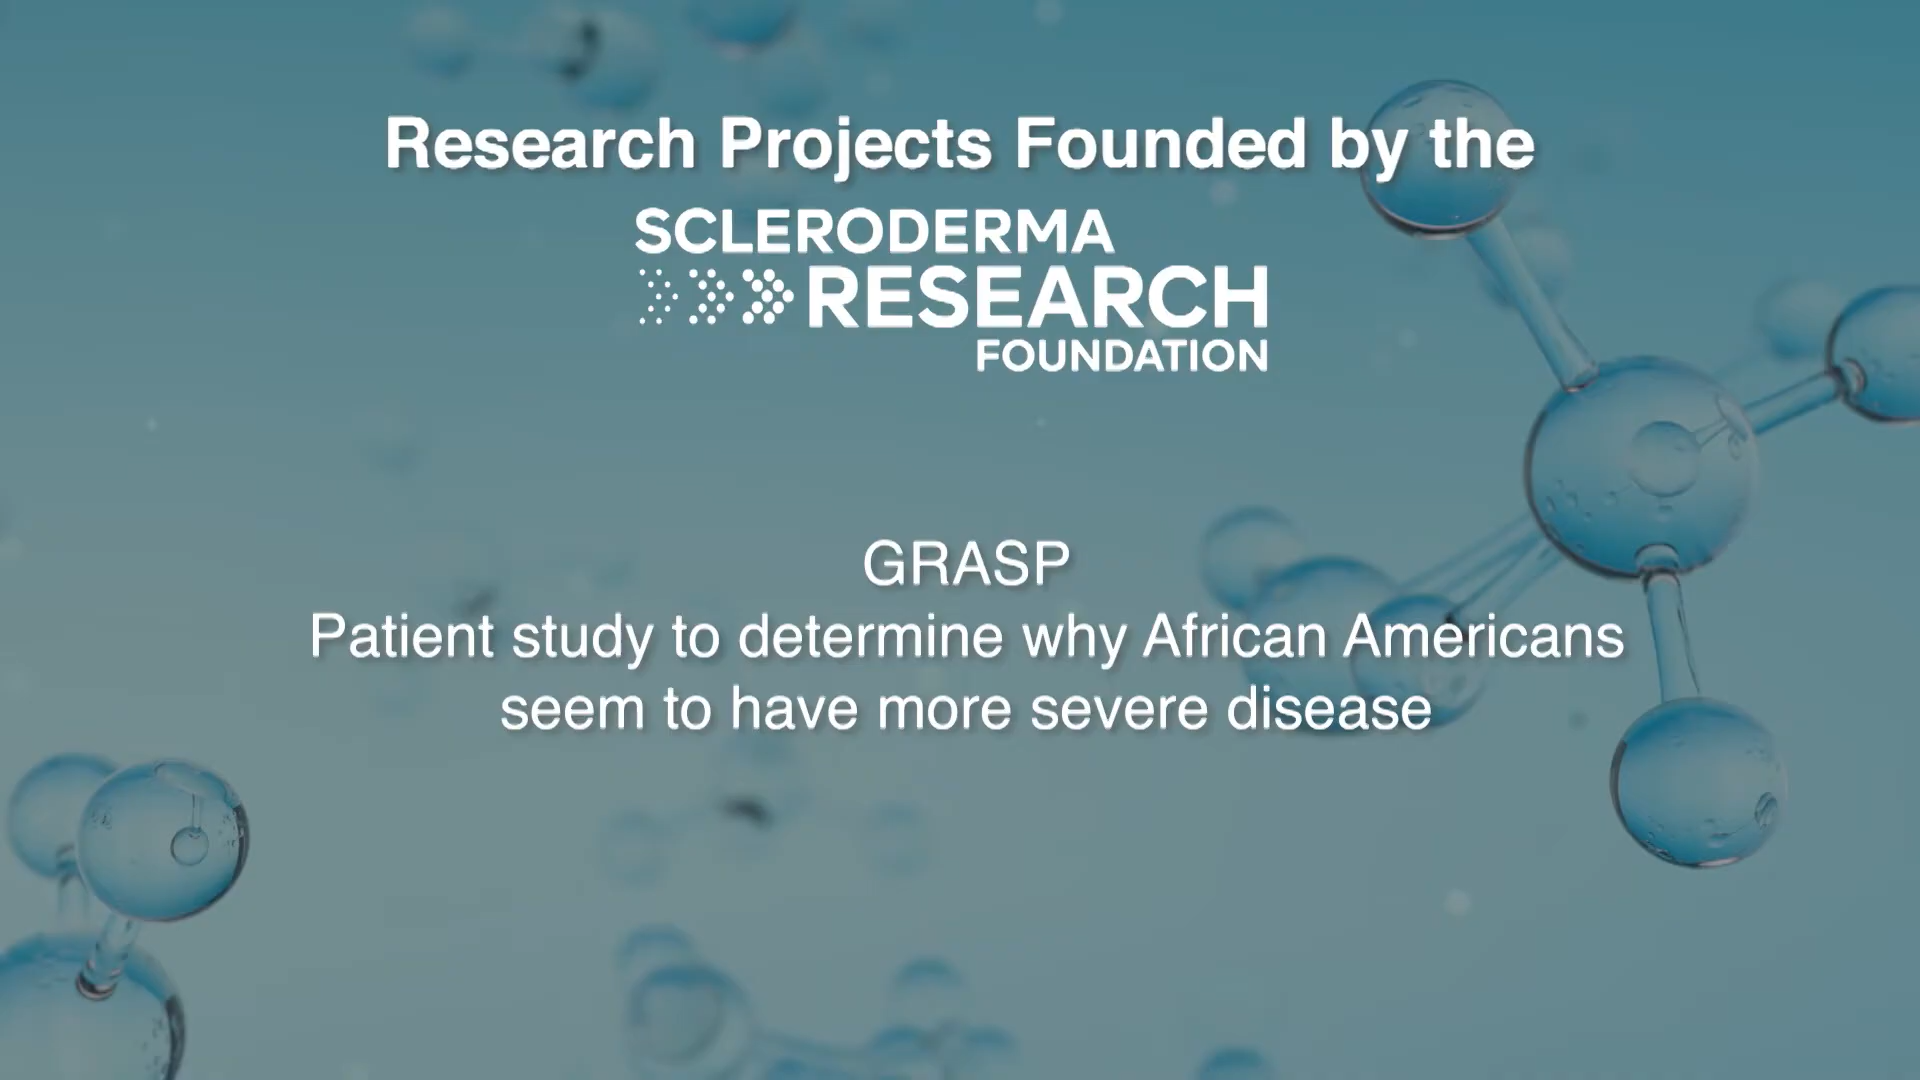 Research Projects Founded by the
SCLERODERMA
RESEARCH
FOUNDATION
GRASP
Patient study to determine why African Americans
seem to have more severe disease